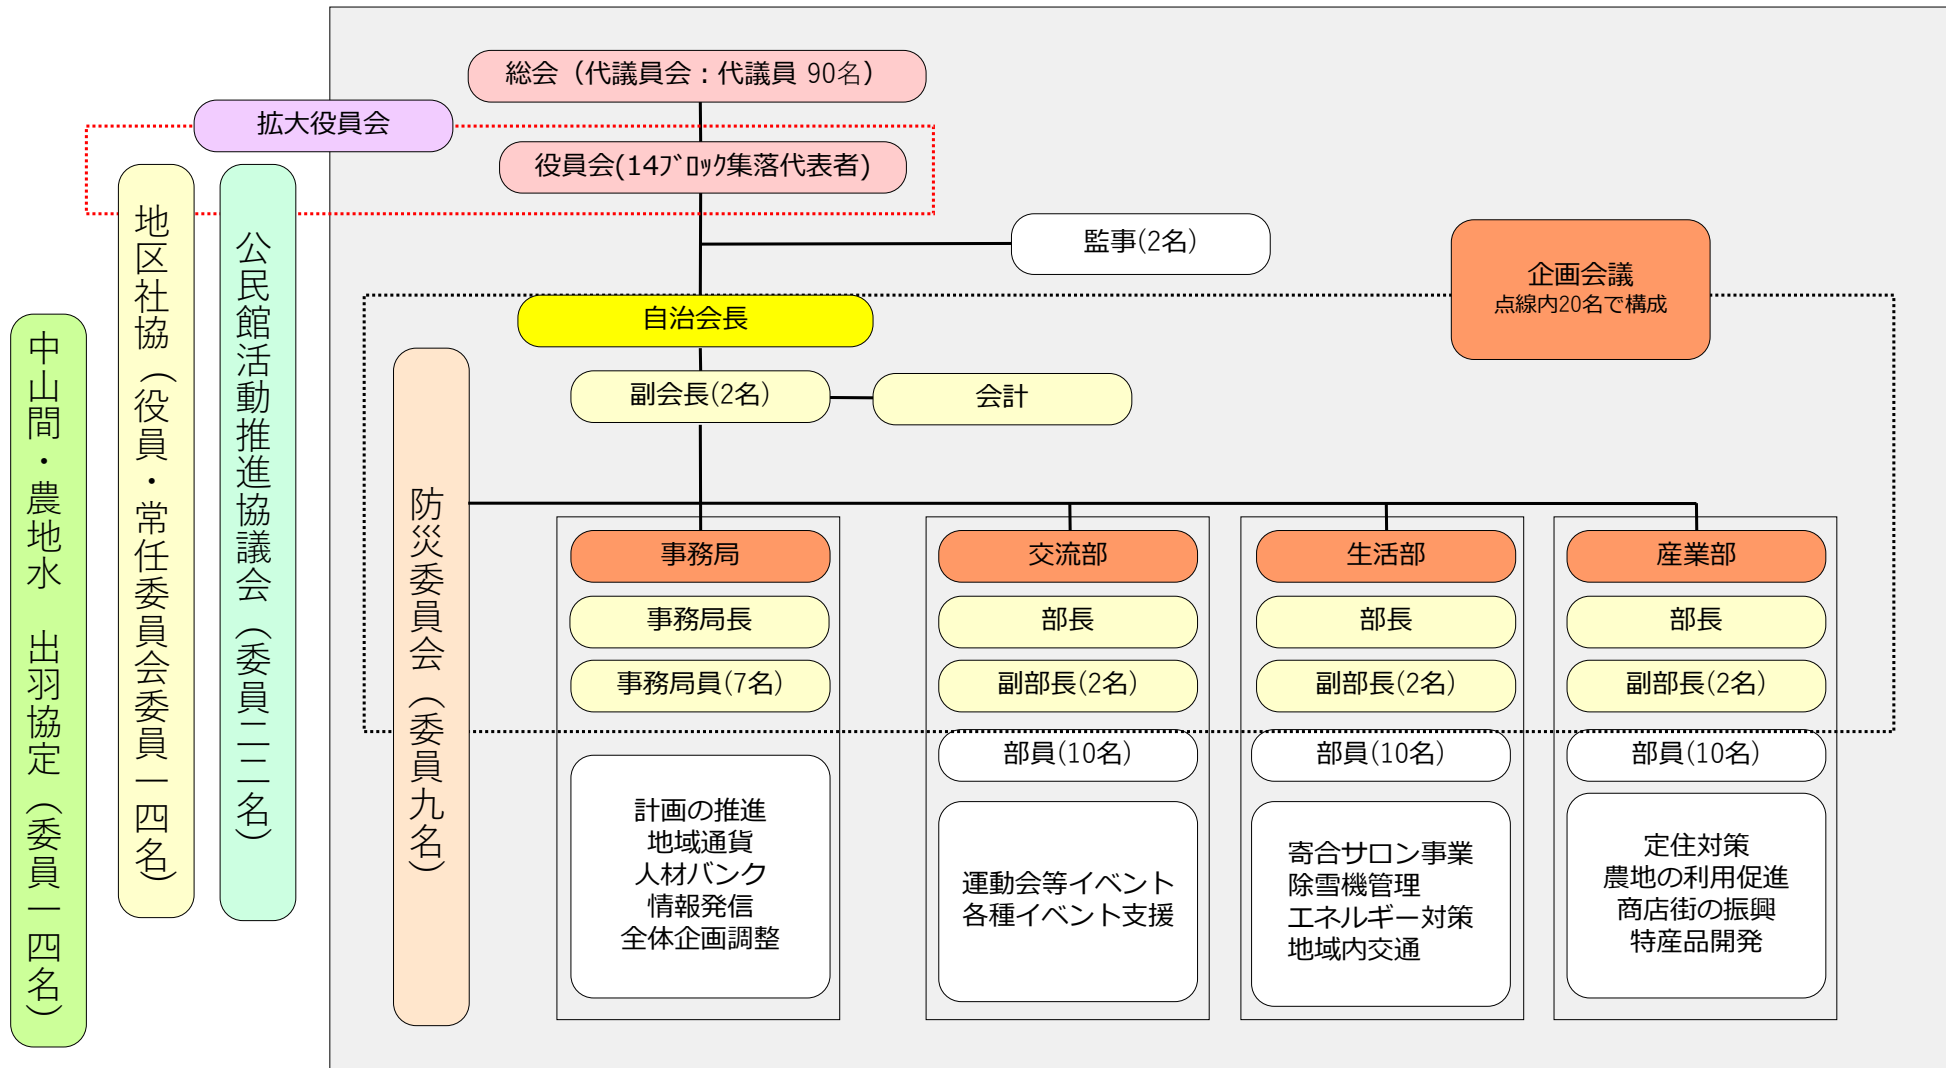 総会（代議員会：代議員 90名）
拡大役員会
役員会(14ﾌﾞﾛｯｸ集落代表者)
監事(2名)
企画会議
点線内20名で構成
自治会長
副会長(2名)
会計
中山間・農地水　出羽協定（委員一四名）
地区社協（役員・常任委員会委員一四名）
公民館活動推進協議会（委員二二名）
防災委員会（委員九名）
事務局
事務局長
事務局員(7名)
計画の推進
地域通貨
人材バンク
情報発信
全体企画調整
交流部
部長
副部長(2名)
部員(10名)
運動会等イベント
各種イベント支援
生活部
部長
副部長(2名)
部員(10名)
寄合サロン事業
除雪機管理
エネルギー対策
地域内交通
産業部
部長
副部長(2名)
部員(10名)
定住対策
農地の利用促進
商店街の振興
特産品開発